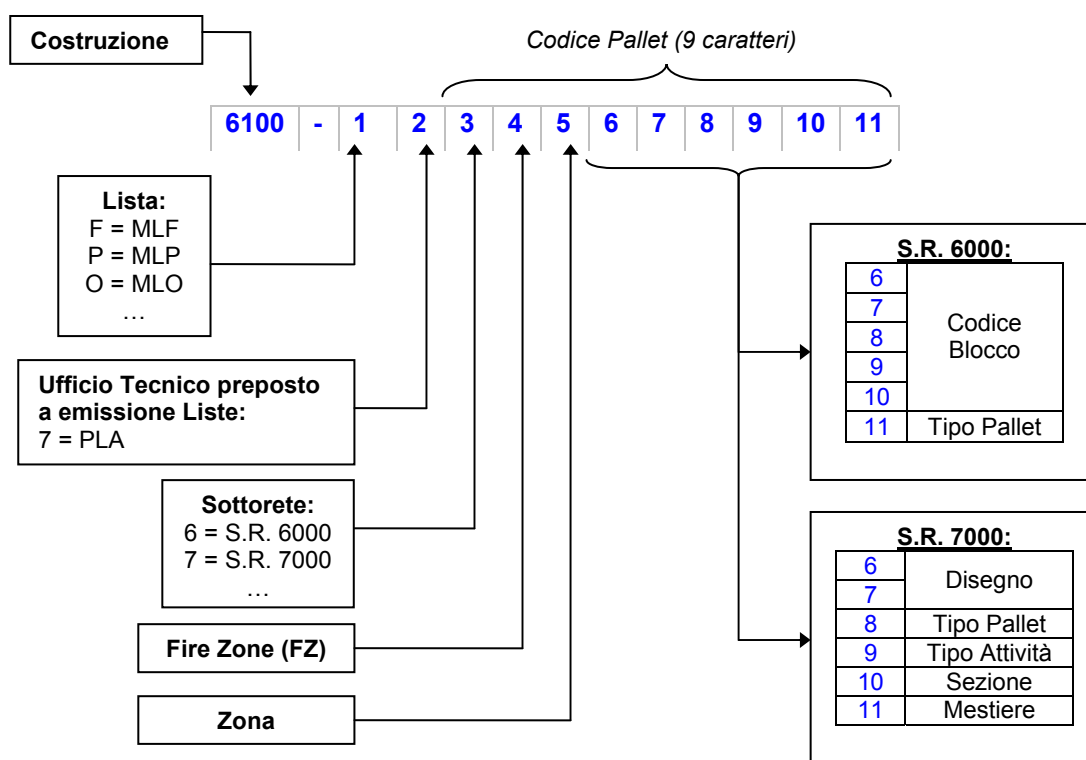 Costruzione
Codice Pallet (9 caratteri)
6100 - 1 2 3 4 5 6 7 8 9 10 11
Lista:
F = MLF
P = MLP
O = MLO
…
Ufficio Tecnico preposto
a emissione Liste:
7 = PLA
Sottorete:
6 = S.R. 6000
7 = S.R. 7000
…
Fire Zone (FZ)
Zona
S.R. 6000:
6
7
8
9
10
Codice
Blocco
11 Tipo Pallet
S.R. 7000:
6
7
Disegno
8 Tipo Pallet
9 Tipo Attività
10 Sezione
11 Mestiere